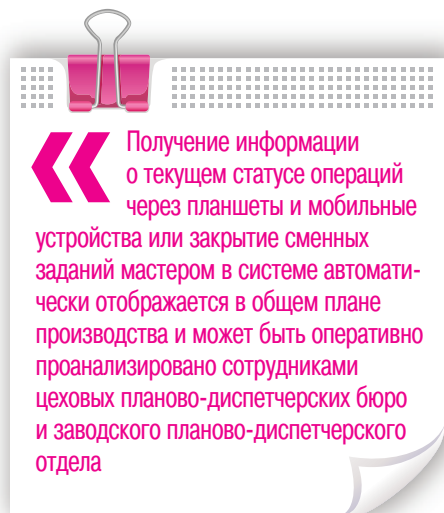 « Получение информации
о текущем статусе операций
через планшеты и мобильные
устройства или закрытие сменных
заданий мастером в системе автомати-
чески отображается в общем плане
производства и может быть оперативно
проанализировано сотрудниками
цеховых планово-диспетчерских бюро
и заводского планово-диспетчерского
отдела